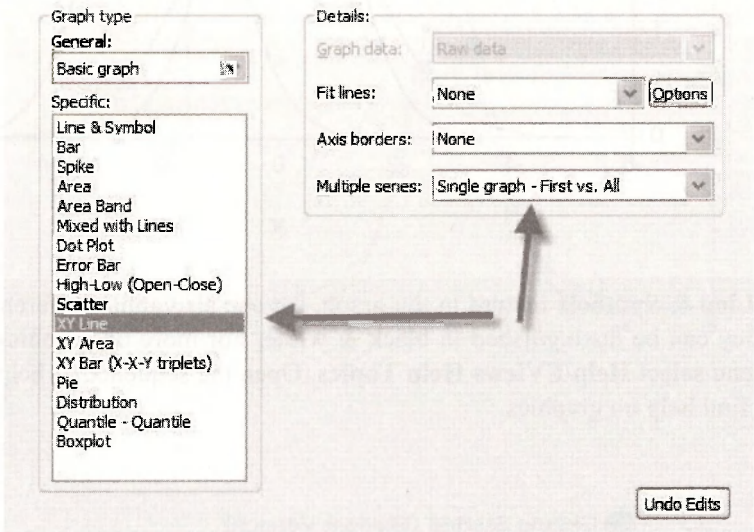 Graph type
General:
Basic graph
Specific:
Line & Symbol
Bar
Spike
Area
Area Band
Mixed with Lines
Dot Plot
Error Bar
High-Low (Open-Close)
Scatter
XY Line
XY Area
XY Bar (X-X-Y triplets)
Pie
Distribution
Quantile - Quantile
Boxplot
Details:
Graph data: Raw data
Fit lines: None Options
Axis borders: None
Multiple series: Single graph - First vs. All
Undo Edits